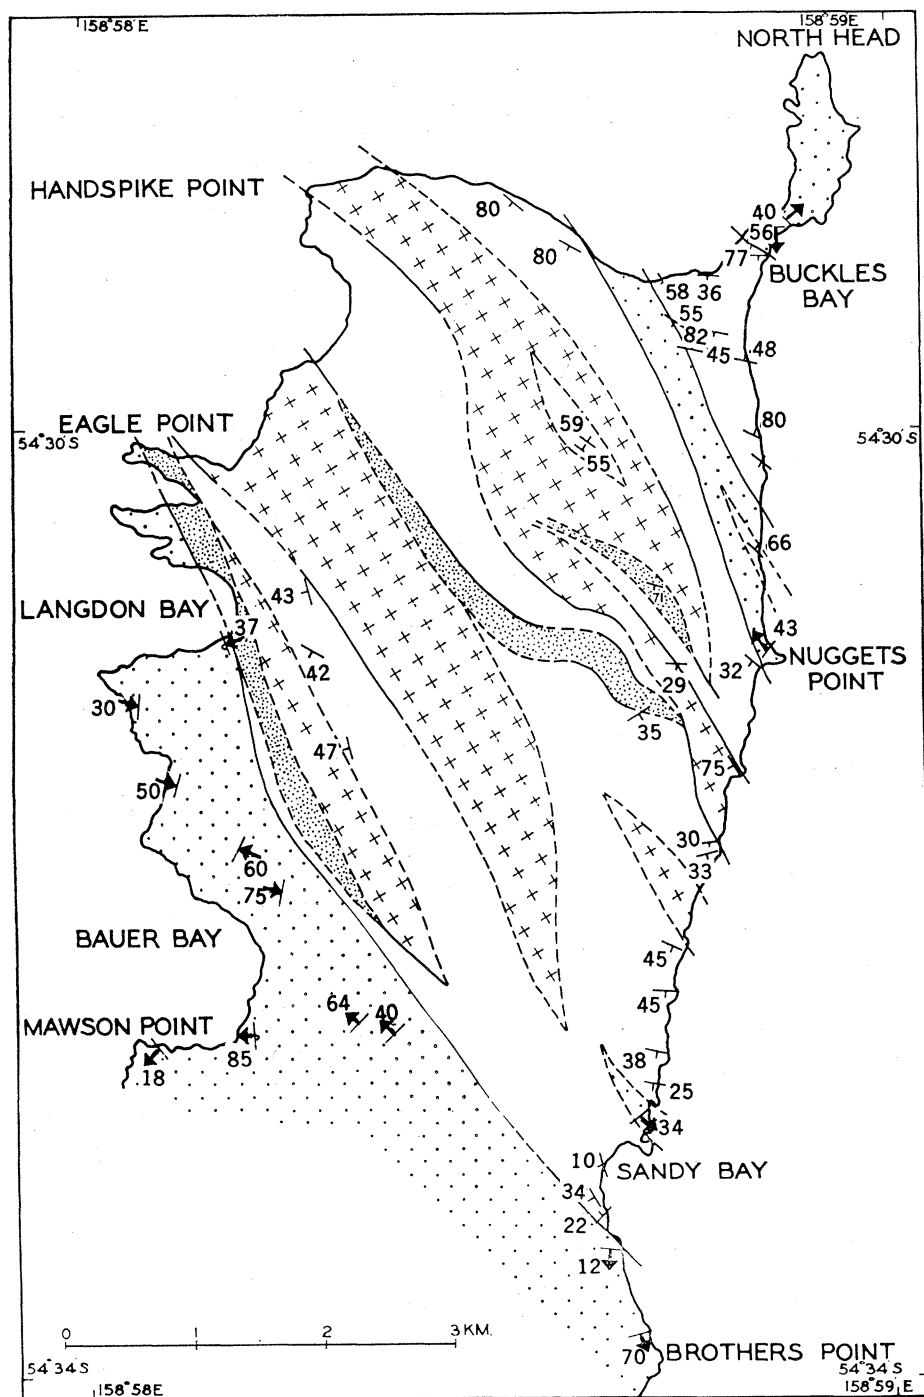 158° 58' E
158° 59' E
NORTH HEAD
HANDSPIKE POINT
80
40
56
80
77
BUCKLES
BAY
58 36
55
82
45
48
EAGLE POINT
54° 30' S
59
80
54° 30' S
55
66
43
71
LANGDON BAY
37
43
42
32
NUGGETS
POINT
29
30
35
47
75
50
30
60
33
75
BAUER BAY
45
64
40
45
MAWSON POINT
85
38
18
25
34
10
SANDY BAY
34
22
12
0 1 2 3 KM.
70
BROTHERS POINT
54° 34' S
54° 34' S
158° 58' E
158° 59' E